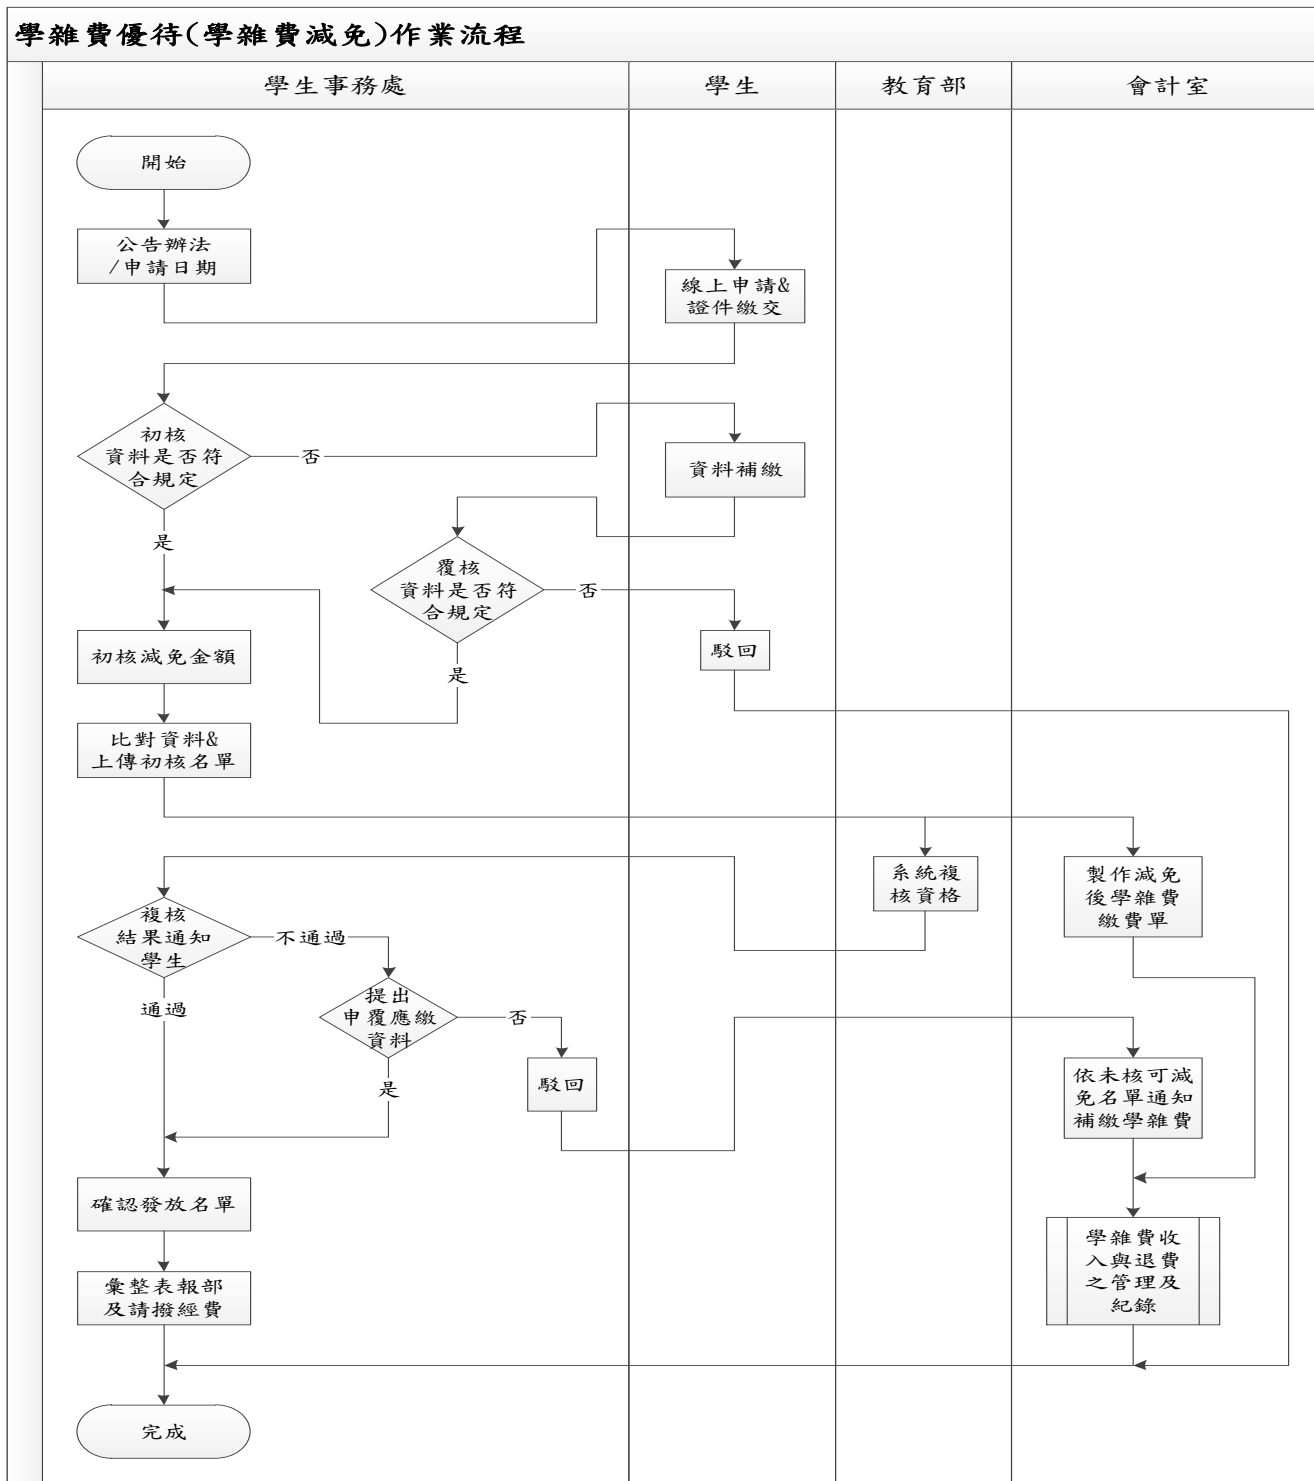 學雜費優待(學雜費減免)作業流程
學生事務處
學生
教育部
會計室
開始
公告辦法
/申請日期
線上申請&
證件繳交
初核
資料是否符
合規定
否
資料補繳
是
覆核
資料是否符
合規定
否
駁回
是
初核減免金額
比對資料&
上傳初核名單
系統複
核資格
製作減免
後學雜費
繳費單
複核
結果通知
學生
不通過
通過
提出
申覆應繳
資料
否
駁回
是
依未核可減
免名單通知
補繳學雜費
確認發放名單
學雜費收
入與退費
之管理及
紀錄
彙整表報部
及請撥經費
完成